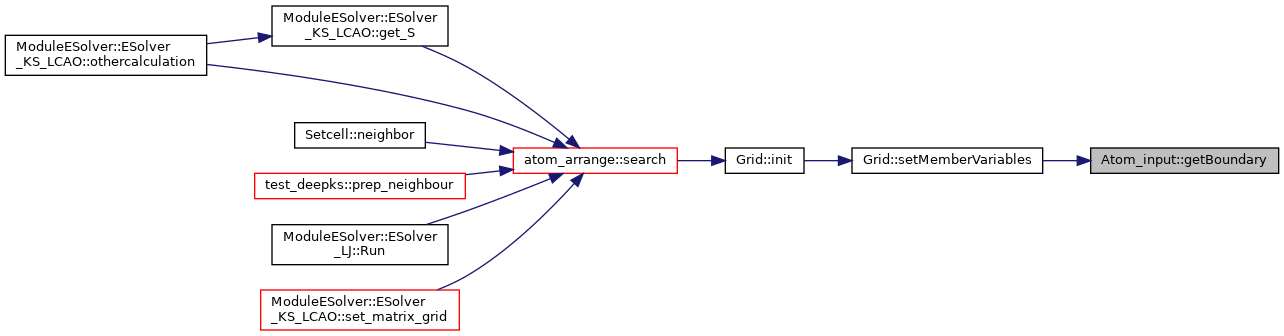 ModuleESolver::ESolver
_KS_LCAO::get_S
ModuleESolver::ESolver
_KS_LCAO::othercalculation
Setcell::neighbor
atom_arrange::search
Grid::init
Grid::setMemberVariables
Atom_input::getBoundary
test_deepks::prep_neighbour
ModuleESolver::ESolver
_LJ::Run
ModuleESolver::ESolver
_KS_LCAO::set_matrix_grid